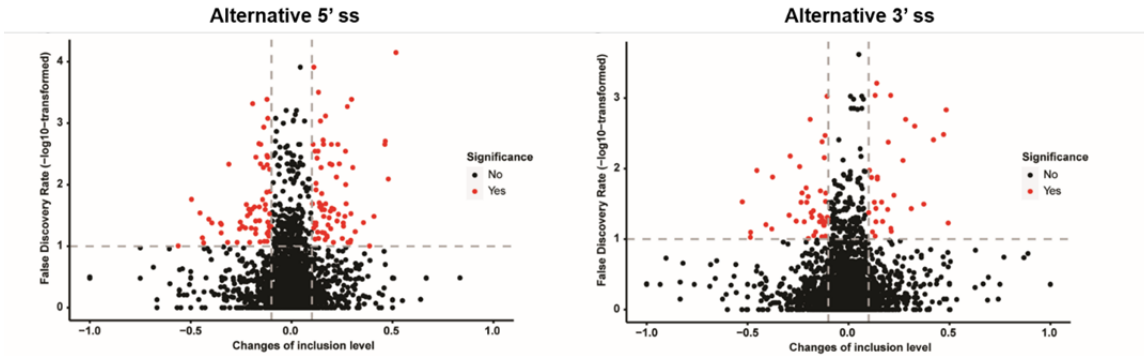 Alternative 5’ ss
False Discovery Rate (−log10−transformed)
4
3
2
1
0
−1.0 −0.5 0.0 0.5 1.0
Changes of inclusion level
Significance
No
Yes
Alternative 3’ ss
False Discovery Rate (−log10−transformed)
3
2
1
0
−1.0 −0.5 0.0 0.5 1.0
Changes of inclusion level
Significance
No
Yes